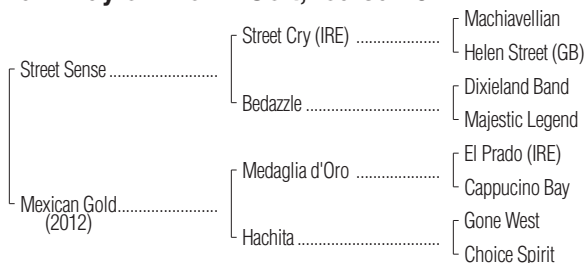 Machiavellian
Street Cry (IRE)
Helen Street (GB)
Street Sense
Dixieland Band
Bedazzle
Majestic Legend
El Prado (IRE)
Medaglia d'Oro
Cappucino Bay
Mexican Gold
(2012)
Gone West
Hachita
Choice Spirit